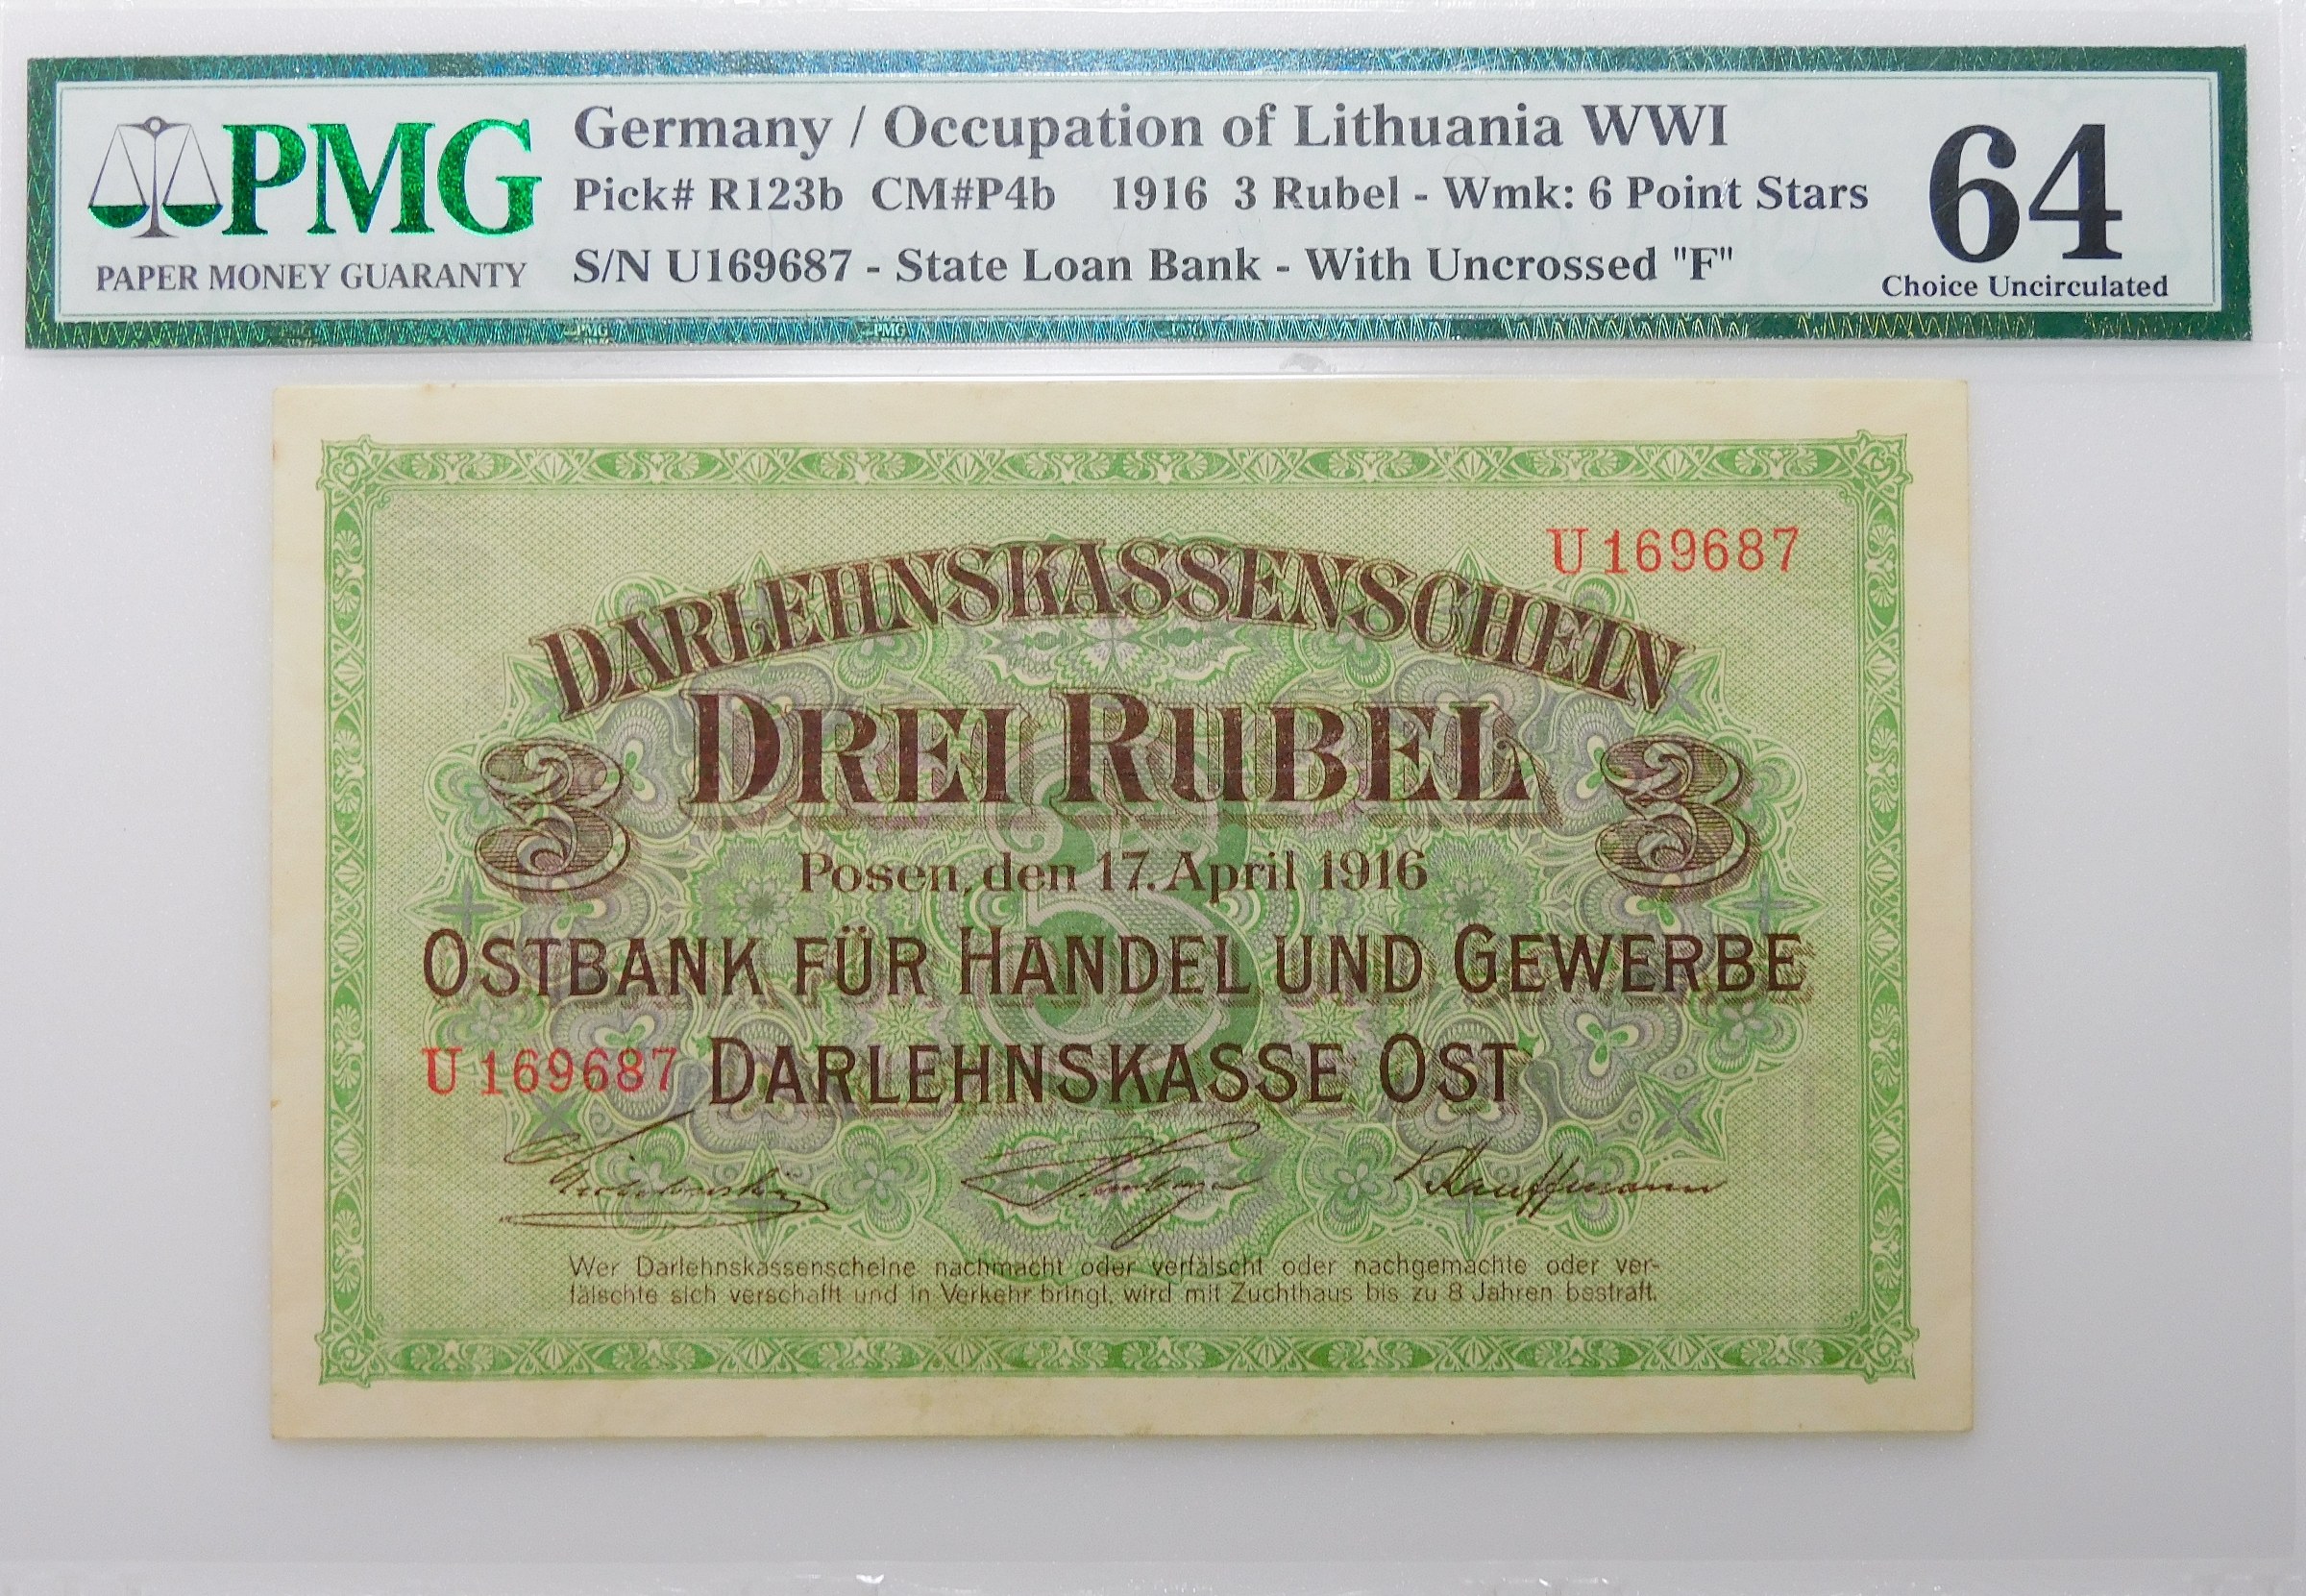 PMG
PAPER MONEY GUARANTY
Germany / Occupation of Lithuania WWI
Pick# R123b CM#P4b 1916 3 Rubel - Wmk: 6 Point Stars
S/N U169687 - State Loan Bank - With Uncrossed "F"
64
Choice Uncirculated
U169687
DARLEHNSKASSENSCHEIN
DREI RUBEL
3 3
Posen, den 17. April 1916
OSTBANK FÜR HANDEL UND GEWERBE
U169687 DARLEHNSKASSE OST
Kauffmann
Wer Darlehnskassenscheine nachmacht oder verfälscht oder nachgemachte oder ver-
fälschte sich verschafft und in Verkehr bringt, wird mit Zuchthaus bis zu 8 Jahren bestraft.